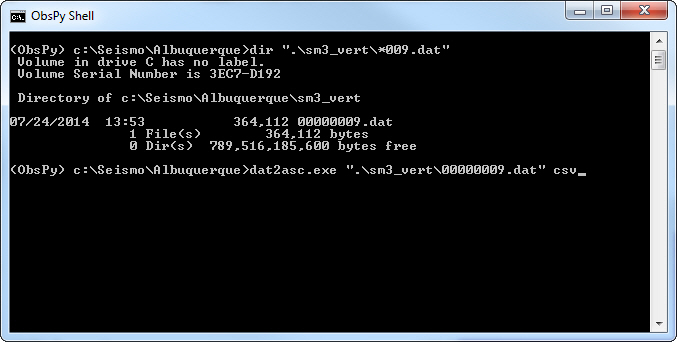 ObsPy Shell
(ObsPy) c:\Seismo\Albuquerque>dir ".\sm3_vert\*009.dat"
Volume in drive C has no label.
Volume Serial Number is 3EC7-D192
Directory of c:\Seismo\Albuquerque\sm3_vert
07/24/2014  13:53           364,112 00000009.dat
1 File(s)        364,112 bytes
0 Dir(s)  789,516,185,600 bytes free
(ObsPy) c:\Seismo\Albuquerque>dat2asc.exe ".\sm3_vert\00000009.dat" csv_